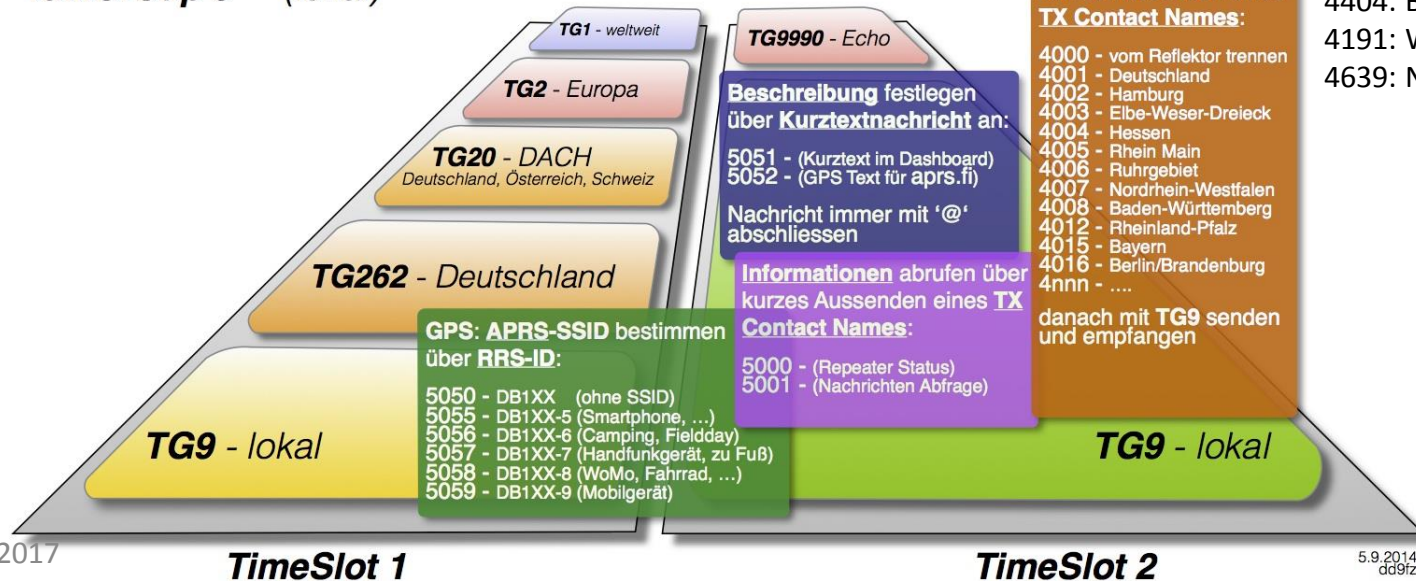 TG1 - weltweit
TG2 - Europa
TG20 - DACH
Deutschland, Österreich, Schweiz
TG262 - Deutschland
TG9 - lokal
GPS: APRS-SSID bestimmen
über RRS-ID:
5050 - DB1XX (ohne SSID)
5055 - DB1XX-5 (Smartphone, ...)
5056 - DB1XX-6 (Camping, Fieldday)
5057 - DB1XX-7 (Handfunkgerät, zu Fuß)
5058 - DB1XX-8 (WoMo, Fahrrad, ...)
5059 - DB1XX-9 (Mobilgerät)
TG9990 - Echo
Beschreibung festlegen
über Kurztextnachricht an:
5051 - (Kurztext im Dashboard)
5052 - (GPS Text für aprs.fi)
Nachricht immer mit ‘@‘
abschliessen
Informationen abrufen über
kurzes Aussenden eines TX
Contact Names:
5000 - (Repeater Status)
5001 - (Nachrichten Abfrage)
TX Contact Names:
4000 - vom Reflektor trennen
4001 - Deutschland
4002 - Hamburg
4003 - Elbe-Weser-Dreieck
4004 - Hessen
4005 - Rhein Main
4006 - Ruhrgebiet
4007 - Nordrhein-Westfalen
4008 - Baden-Württemberg
4012 - Rheinland-Pfalz
4015 - Bayern
4016 - Berlin/Brandenburg
4nnn - ....
danach mit TG9 senden
und empfangen
TG9 - lokal
4404:
4191:
4639:
2017
TimeSlot 1
TimeSlot 2
5.9.2014
dd9fz